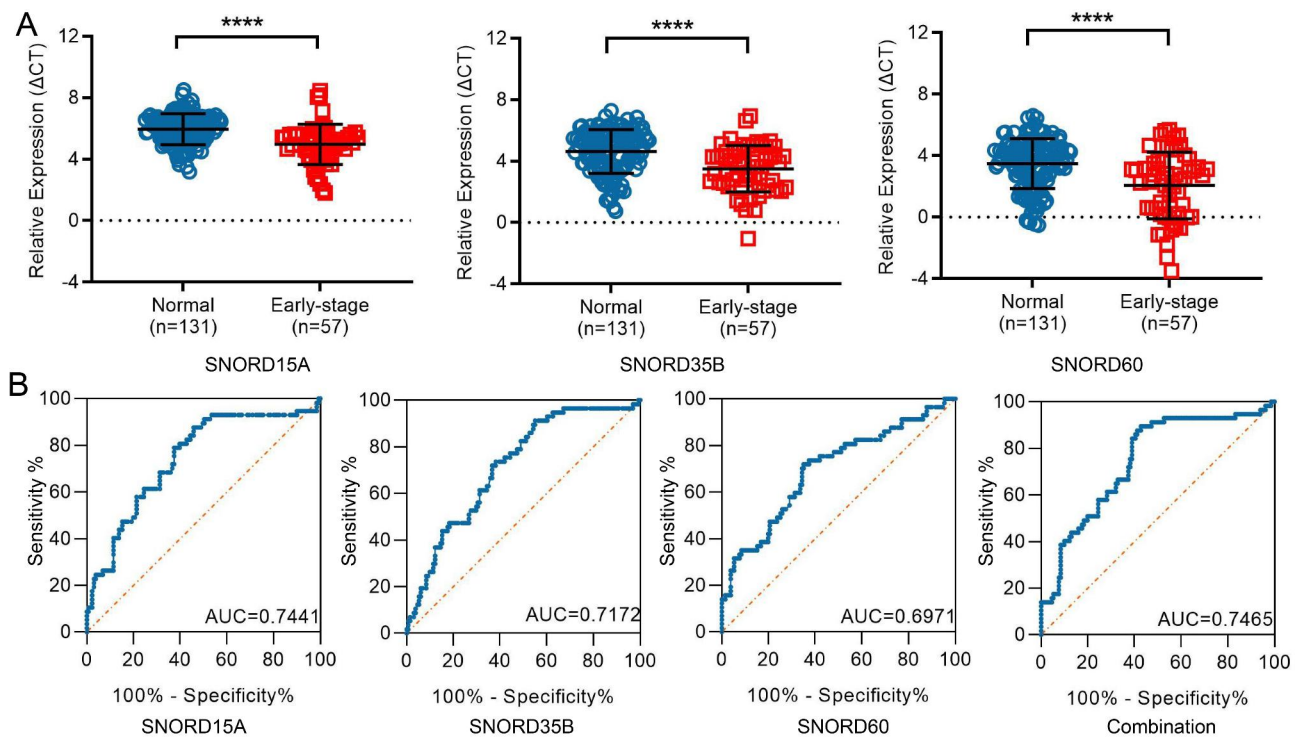 A
****
12
8
4
0
-4
Relative Expression (ΔCT)
Normal
(n=131)
Early-stage
(n=57)
SNORD15A
****
12
8
4
0
-4
Relative Expression (ΔCT)
Normal
(n=131)
Early-stage
(n=57)
SNORD35B
****
12
8
4
0
-4
Relative Expression (ΔCT)
Normal
(n=131)
Early-stage
(n=57)
SNORD60
B
100
80
60
40
20
0
Sensitivity %
AUC=0.7441
0 20 40 60 80 100
100% - Specificity%
SNORD15A
100
80
60
40
20
0
Sensitivity %
AUC=0.7172
0 20 40 60 80 100
100% - Specificity%
SNORD35B
100
80
60
40
20
0
Sensitivity %
AUC=0.6971
0 20 40 60 80 100
100% - Specificity%
SNORD60
100
80
60
40
20
0
Sensitivity %
AUC=0.7465
0 20 40 60 80 100
100% - Specificity%
Combination